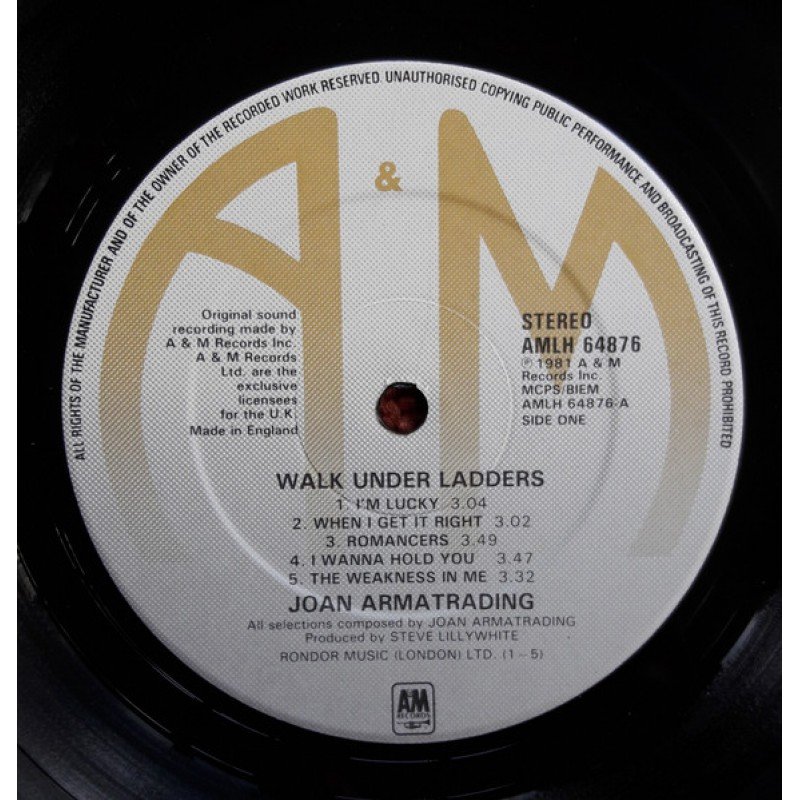 ALL RIGHTS OF THE MANUFACTURER AND OF THE OWNER OF THE RECORDED WORK RESERVED. UNAUTHORISED COPYING PUBLIC PERFORMANCE AND BROADCASTING OF THIS RECORD PROHIBITED
A & M
Original sound
recording made by
A & M Records Inc.
A & M Records
Ltd. are the
exclusive
licensees
for the U.K.
Made in England
STEREO
AMLH 64876
℗ 1981 A & M
Records Inc.
MCPS/BIEM
AMLH 64876-A
SIDE ONE
WALK UNDER LADDERS
1. I'M LUCKY 3.04
2. WHEN I GET IT RIGHT 3.02
3. ROMANCERS 3.49
4. I WANNA HOLD YOU 3.47
5. THE WEAKNESS IN ME 3.32
JOAN ARMATRADING
All selections composed by JOAN ARMATRADING
Produced by STEVE LILLYWHITE
RONDOR MUSIC (LONDON) LTD. (1-5)
A&M
RECORDS